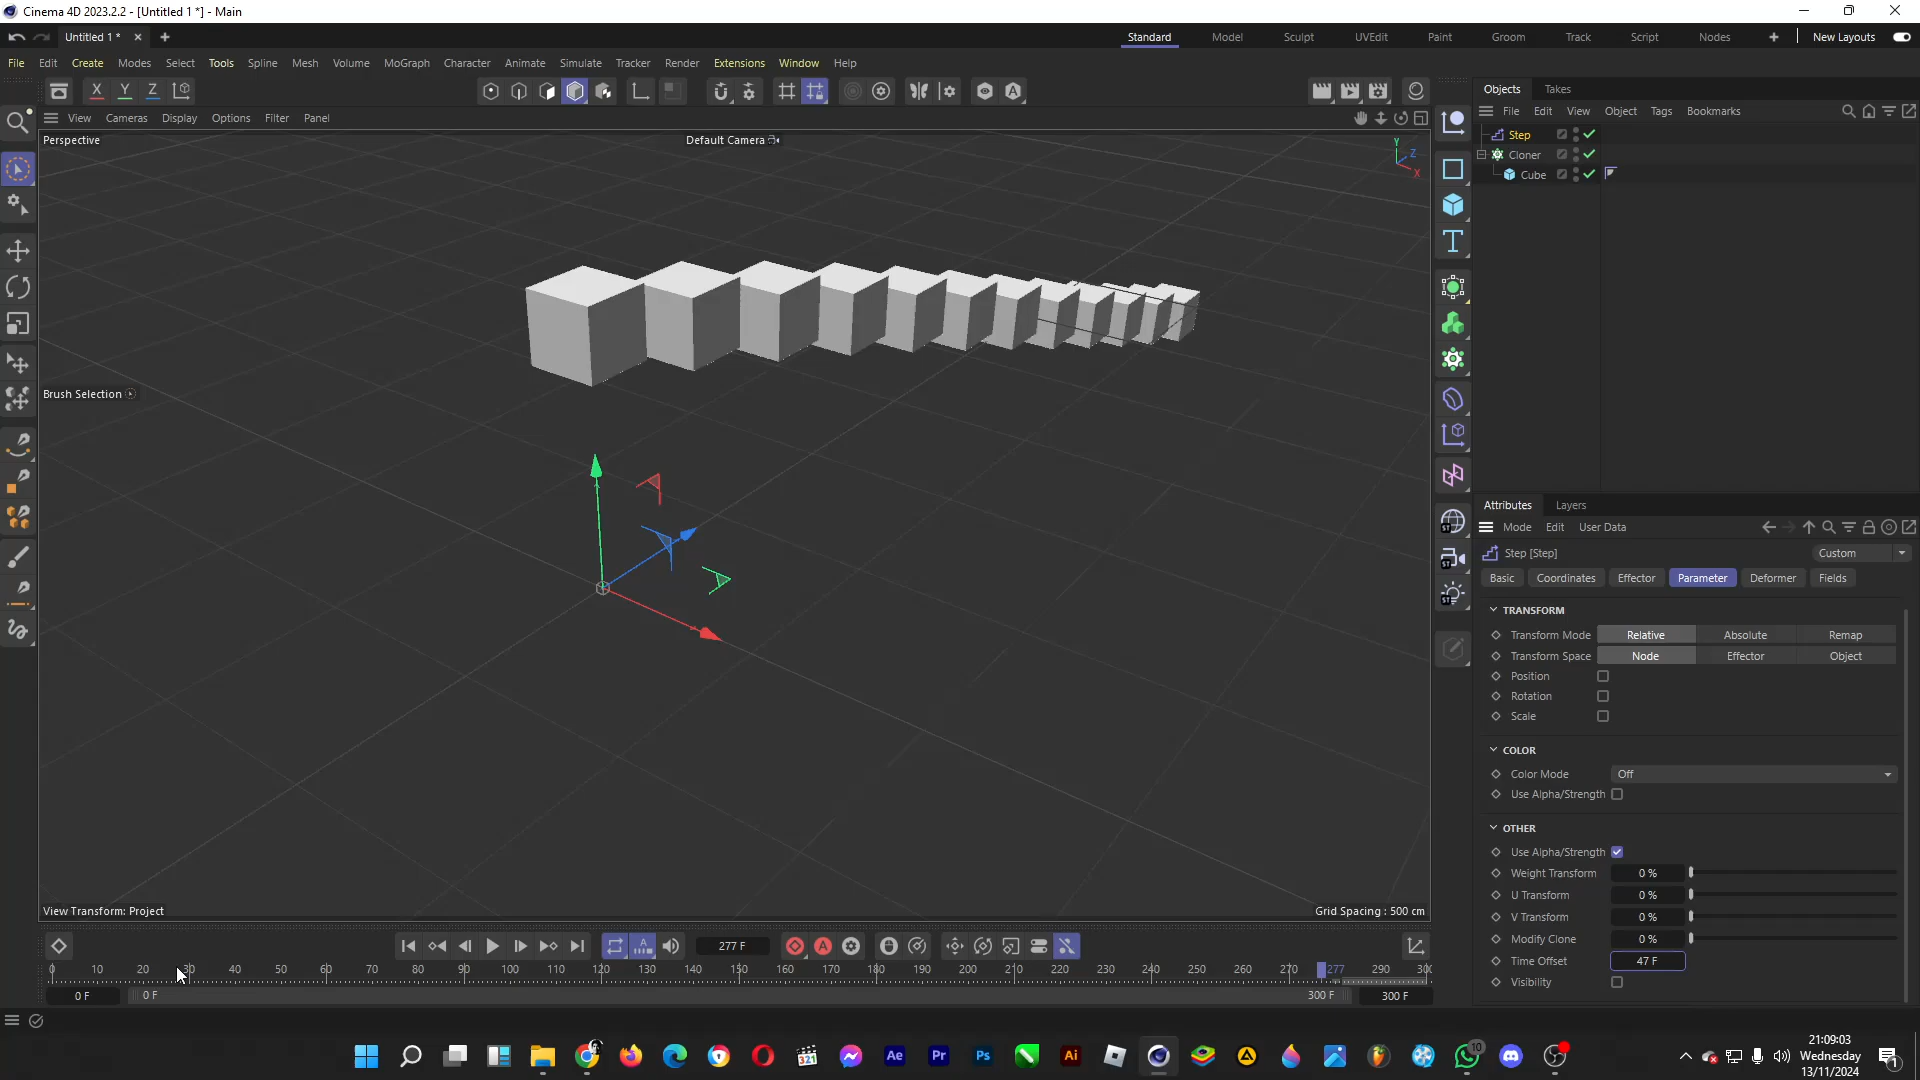 Cinema 4D 2023.2.2 - [Untitled 1 *] - Main
Untitled 1 *
Standard Model Sculpt UVEdit Paint Groom Track Script Nodes New Layouts
File Edit Create Modes Select Tools Spline Mesh Volume MoGraph Character Animate Simulate Tracker Render Extensions Window Help
X Y Z
Objects Takes
File Edit View Object Tags Bookmarks
View Cameras Display Options Filter Panel
Perspective
Default Camera
Y
Z
X
Step
Cloner
Cube
Brush Selection
Attributes Layers
Mode Edit User Data
Step [Step]
Custom
Basic Coordinates Effector Parameter Deformer Fields
TRANSFORM
Transform Mode Relative Absolute Remap
Transform Space Node Effector Object
Position
Rotation
Scale
COLOR
Color Mode Off
Use Alpha/Strength
OTHER
Use Alpha/Strength
Weight Transform 0 %
U Transform 0 %
V Transform 0 %
Modify Clone 0 %
Time Offset 47 F
Visibility
View Transform: Project
Grid Spacing : 500 cm
277 F
0 10 20 30 40 50 60 70 80 90 100 110 120 130 140 150 160 170 180 190 200 210 220 230 240 250 260 270 277 290 300
0 F 0 F 300 F 300 F
321
Ae Pr Ps Ai
10
21:09:03
Wednesday
13/11/2024
1